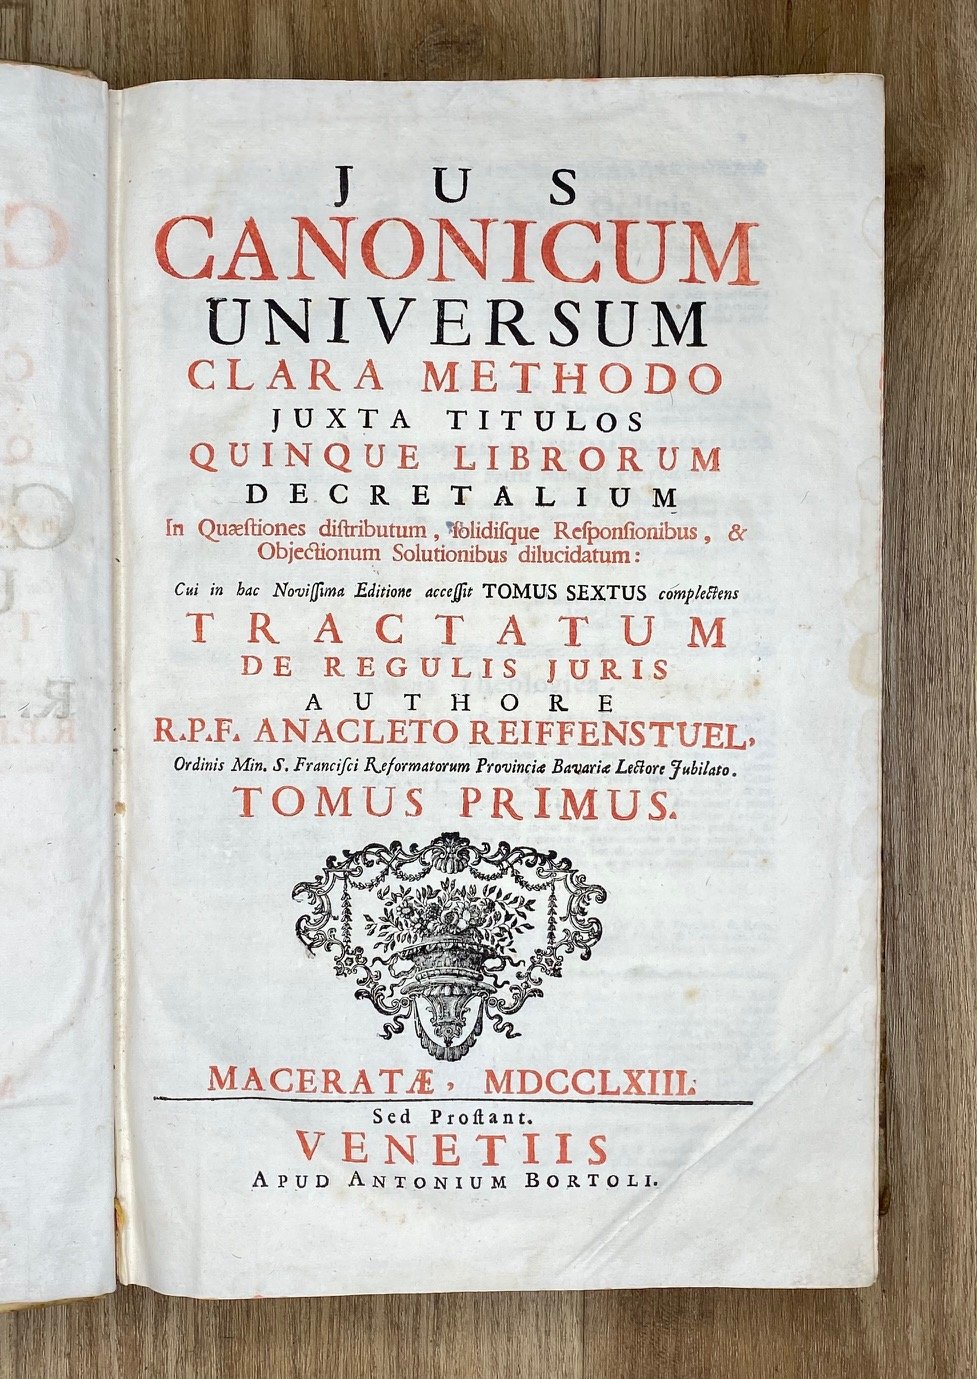 JUS
CANONICUM
UNIVERSUM
CLARA METHODO
JUXTA TITULOS
QUINQUE LIBRORUM
DECRETALIUM
In Quæſtiones diſtributum, ſolidiſque Reſponſionibus, &
Objectionum Solutionibus dilucidatum:
Cui in hac Noviſſima Editione acceſſit TOMUS SEXTUS complectens
TRACTATUM
DE REGULIS JURIS
AUTHORE
R.P.F. ANACLETO REIFFENSTUEL,
Ordinis Min. S. Franciſci Reformatorum Provinciæ Bavariæ Lectore Jubilato.
TOMUS PRIMUS.
MACERATÆ, MDCCLXIII.
Sed Proſtant.
VENETIIS
APUD ANTONIUM BORTOLI.